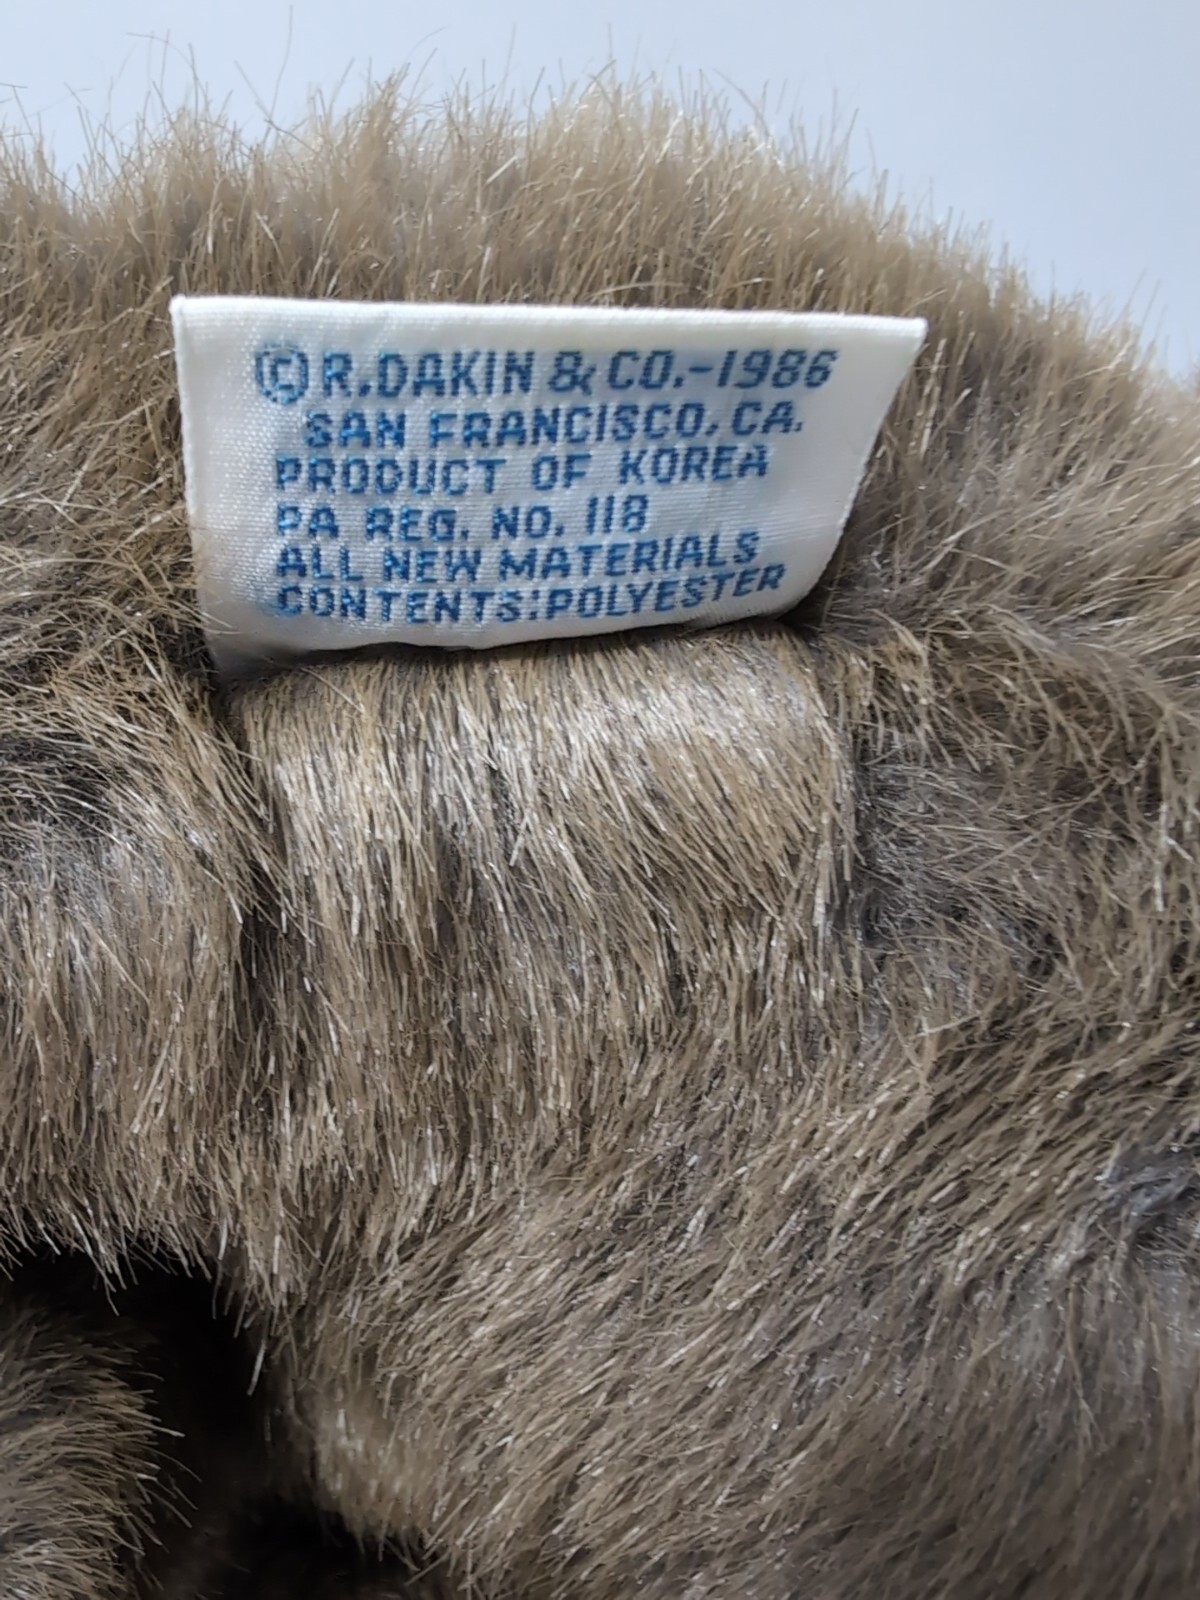 © R. DAKIN & CO.-1986
SAN FRANCISCO, CA.
PRODUCT OF KOREA
PA REG. NO. 118
ALL NEW MATERIALS
CONTENTS:POLYESTER